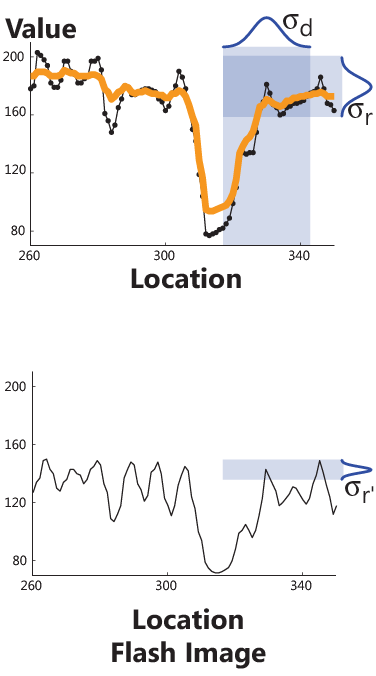 Value
σd
200
160
120
80
σr
260
300
340
Location
200
160
120
80
σr'
260
300
340
Location
Flash Image